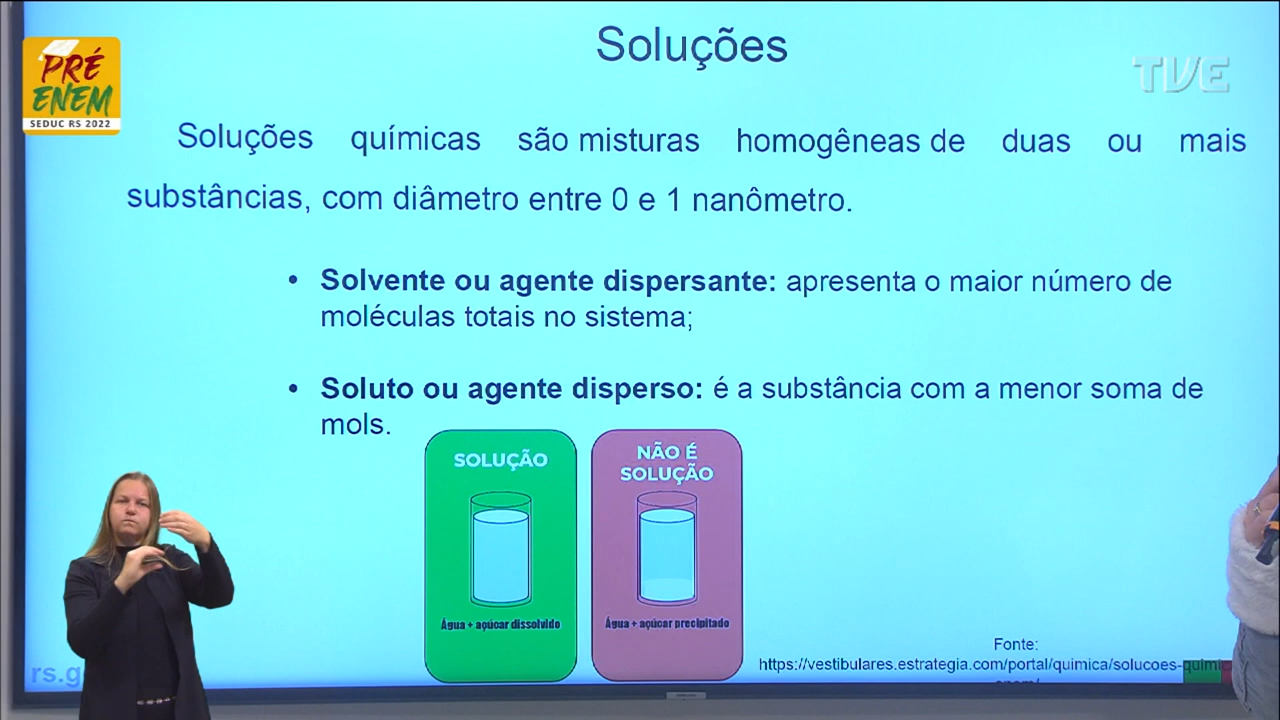 Soluções
PRÉ
ENEM
SEDUC RS 2022
TVE
Soluções químicas são misturas homogêneas de duas ou mais
substâncias, com diâmetro entre 0 e 1 nanômetro.
• Solvente ou agente dispersante: apresenta o maior número de
moléculas totais no sistema;
• Soluto ou agente disperso: é a substância com a menor soma de
mols.
SOLUÇÃO
NÃO É
SOLUÇÃO
Água + açúcar dissolvido
Água + açúcar precipitado
Fonte:
https://vestibulares.estrategia.com/portal/quimica/solucoes-quimi
rs.g